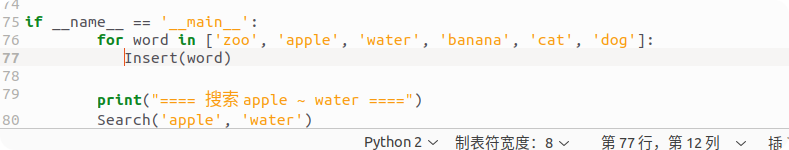 74
75 if __name__ == '__main__':
76 for word in ['zoo', 'apple', 'water', 'banana', 'cat', 'dog']:
77 Insert(word)
78
79 print("==== 搜索 apple ~ water ====")
80 Search('apple', 'water')
Python 2 制表符宽度：8 第 77 行，第 12 列 插